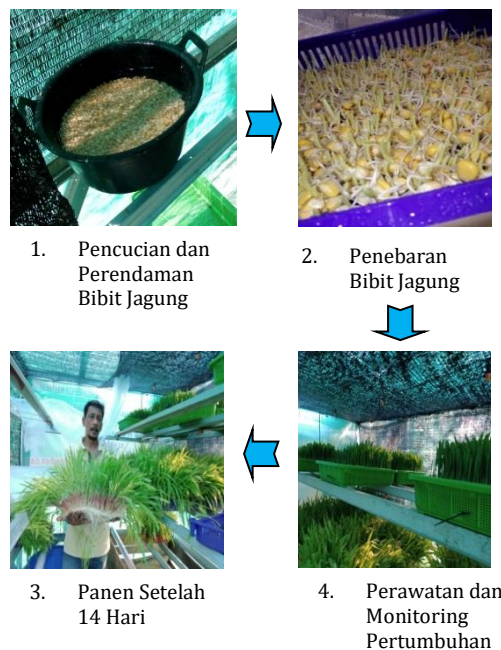 1. Pencucian dan
Perendaman
Bibit Jagung
2. Penebaran
Bibit Jagung
3. Panen Setelah
14 Hari
4. Perawatan dan
Monitoring
Pertumbuhan